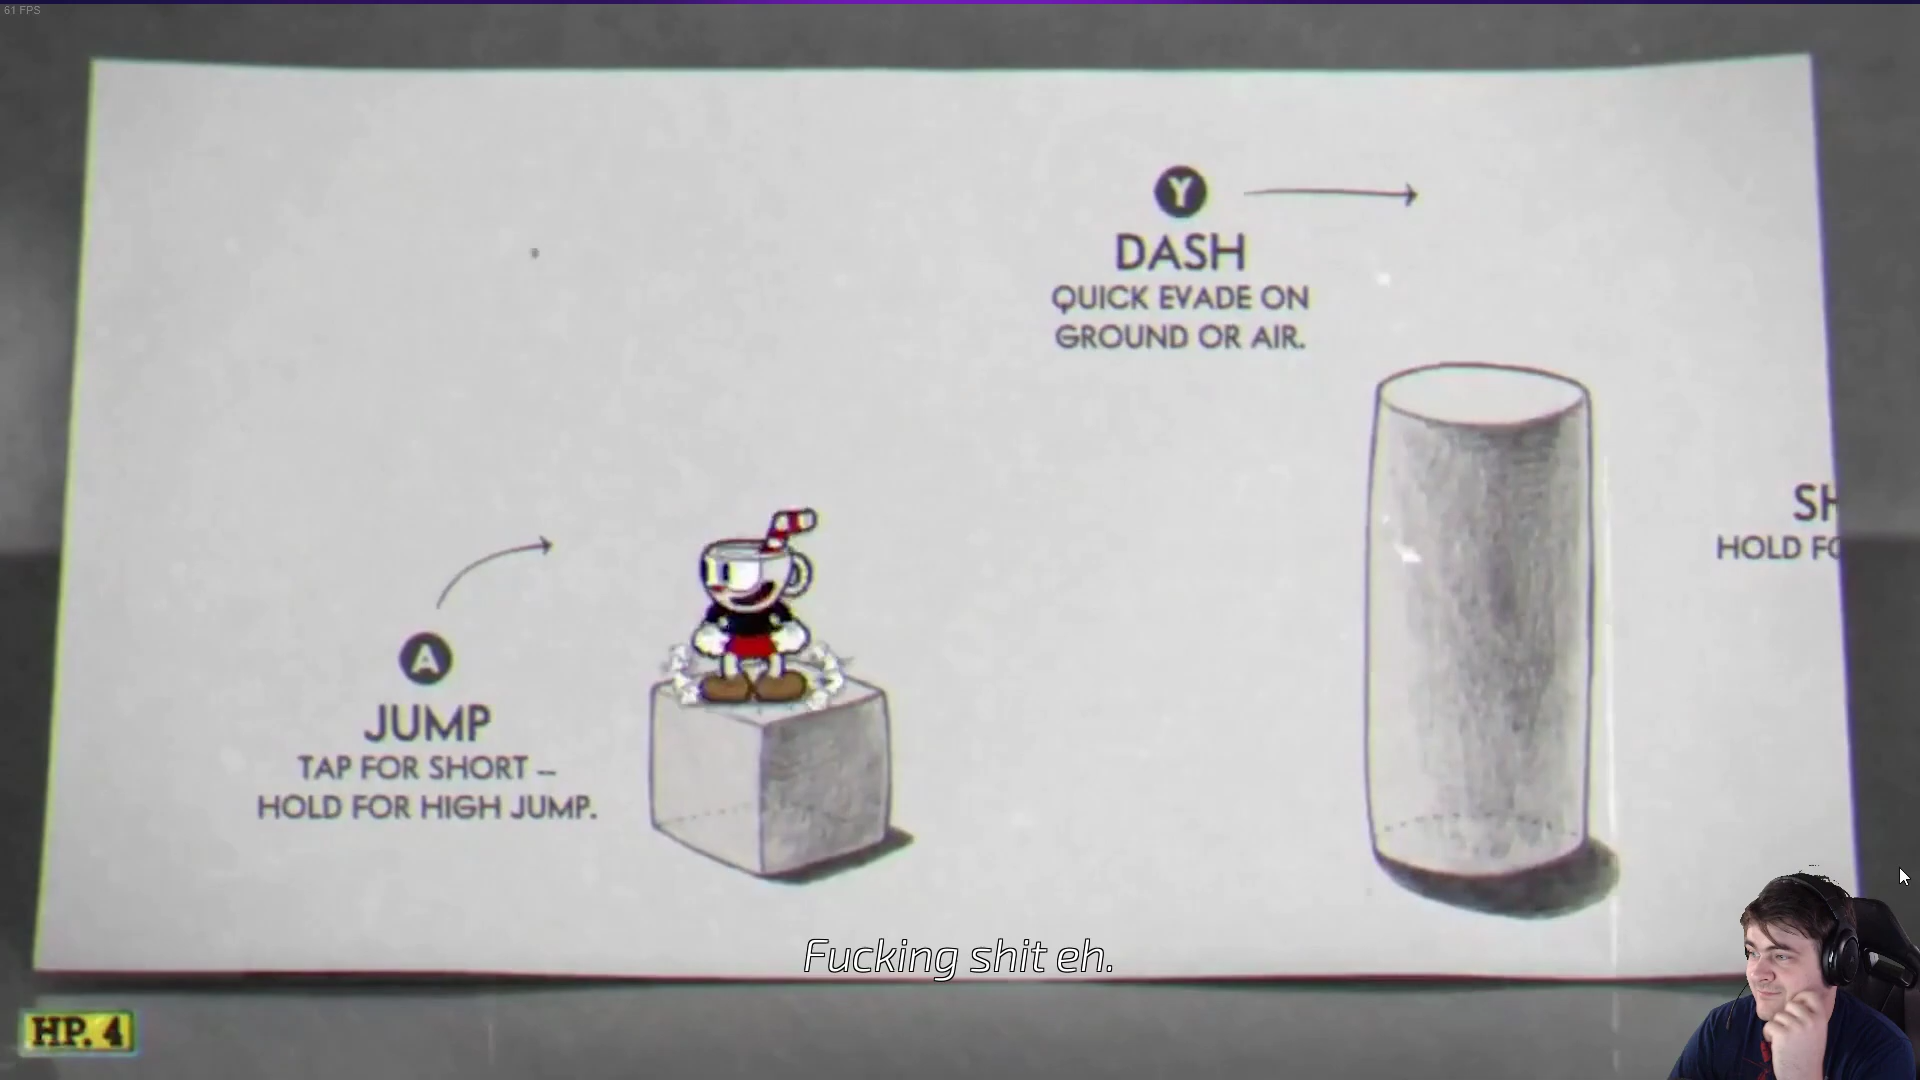 61 FPS
Y
DASH
QUICK EVADE ON
GROUND OR AIR.
SH
HOLD FO
A
JUMP
TAP FOR SHORT –
HOLD FOR HIGH JUMP.
Fucking shit eh.
HP. 4